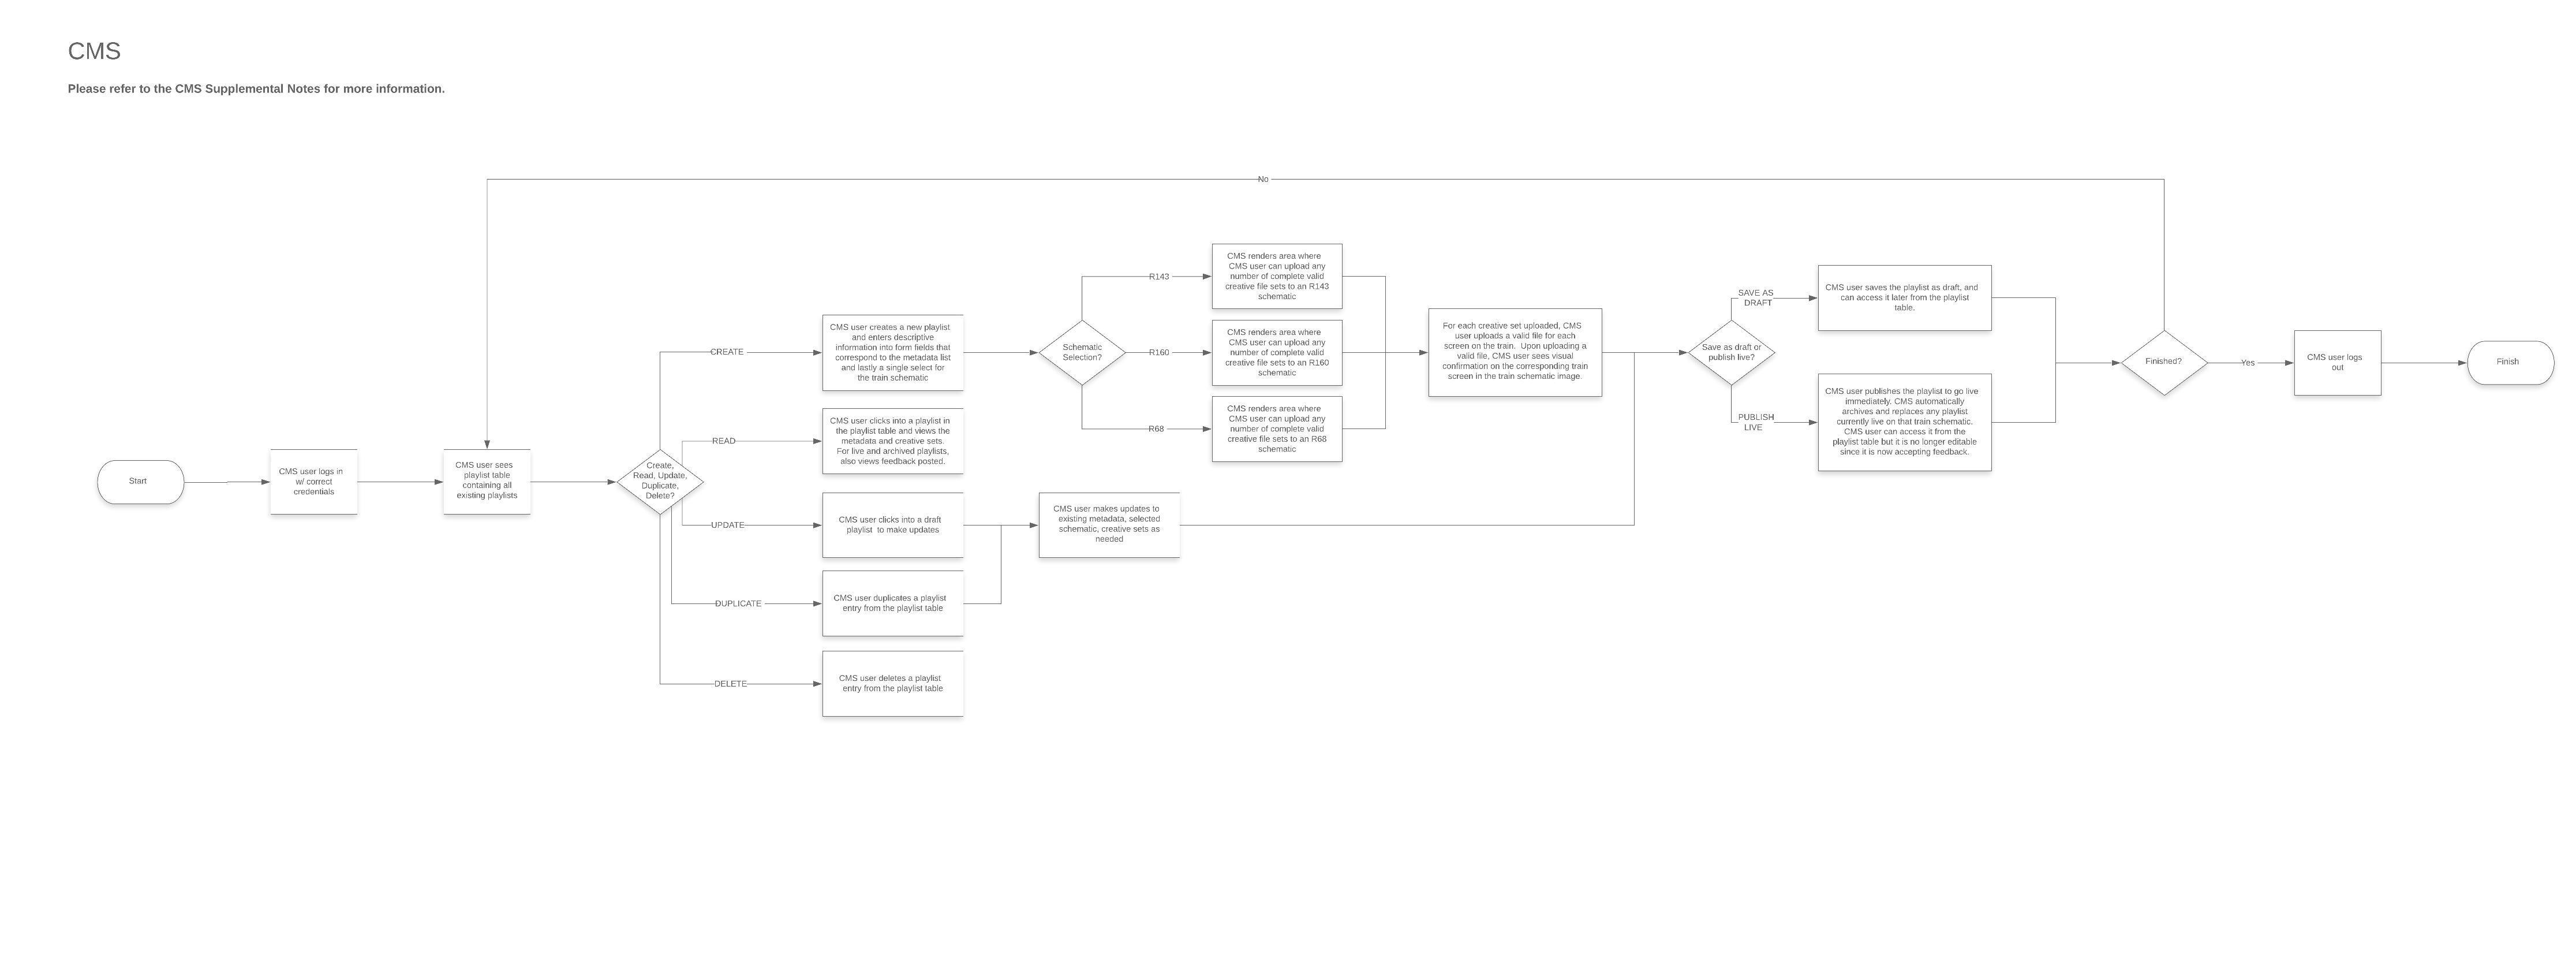 CMS
Please refer to the CMS Supplemental Notes for more information.
No
Start
CMS user logs in
w/ correct
credentials
CMS user sees
playlist table
containing all
existing playlists
Create,
Read, Update,
Duplicate,
Delete?
CREATE
CMS user creates a new playlist
and enters descriptive
information into form fields that
correspond to the metadata list
and lastly a single select for
the train schematic
READ
CMS user clicks into a playlist in
the playlist table and views the
metadata and creative sets.
For live and archived playlists,
also views feedback posted.
UPDATE
CMS user clicks into a draft
playlist to make updates
DUPLICATE
CMS user duplicates a playlist
entry from the playlist table
DELETE
CMS user deletes a playlist
entry from the playlist table
CMS user makes updates to
existing metadata, selected
schematic, creative sets as
needed
Schematic
Selection?
R143
CMS renders area where
CMS user can upload any
number of complete valid
creative file sets to an R143
schematic
R160
CMS renders area where
CMS user can upload any
number of complete valid
creative file sets to an R160
schematic
R68
CMS renders area where
CMS user can upload any
number of complete valid
creative file sets to an R68
schematic
For each creative set uploaded, CMS
user uploads a valid file for each
screen on the train. Upon uploading a
valid file, CMS user sees visual
confirmation on the corresponding train
screen in the train schematic image.
Save as draft or
publish live?
SAVE AS
DRAFT
CMS user saves the playlist as draft, and
can access it later from the playlist
table.
PUBLISH
LIVE
CMS user publishes the playlist to go live
immediately. CMS automatically
archives and replaces any playlist
currently live on that train schematic.
CMS user can access it from the
playlist table but it is no longer editable
since it is now accepting feedback.
Finished?
Yes
CMS user logs
out
Finish